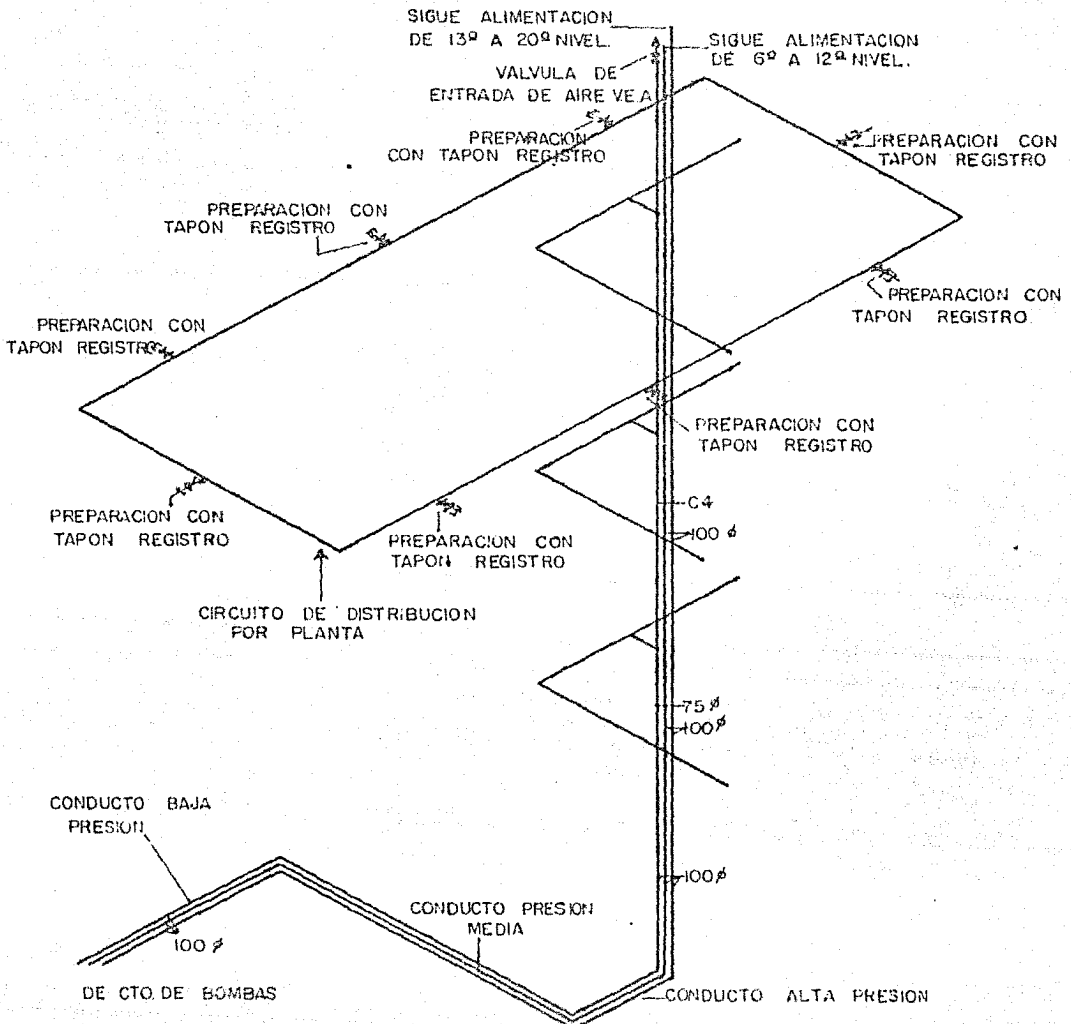 SIGUE ALIMENTACION
DE 13º A 20º NIVEL.
SIGUE ALIMENTACION
DE 6º A 12º NIVEL.
VALVULA DE
ENTRADA DE AIRE V.E.A
PREPARACION
CON TAPON REGISTRO
PREPARACION CON
TAPON REGISTRO
PREPARACION CON
TAPON REGISTRO
PREPARACION CON
TAPON REGISTRO
PREPARACION CON
TAPON REGISTRO
PREPARACION CON
TAPON REGISTRO
C4
100 ø
PREPARACION CON
TAPON REGISTRO
PREPARACION CON
TAPON REGISTRO
CIRCUITO DE DISTRIBUCION
POR PLANTA
75 ø
100 ø
CONDUCTO BAJA
PRESION
100 ø
CONDUCTO PRESION
MEDIA
100 ø
DE CTO. DE BOMBAS
CONDUCTO ALTA PRESION